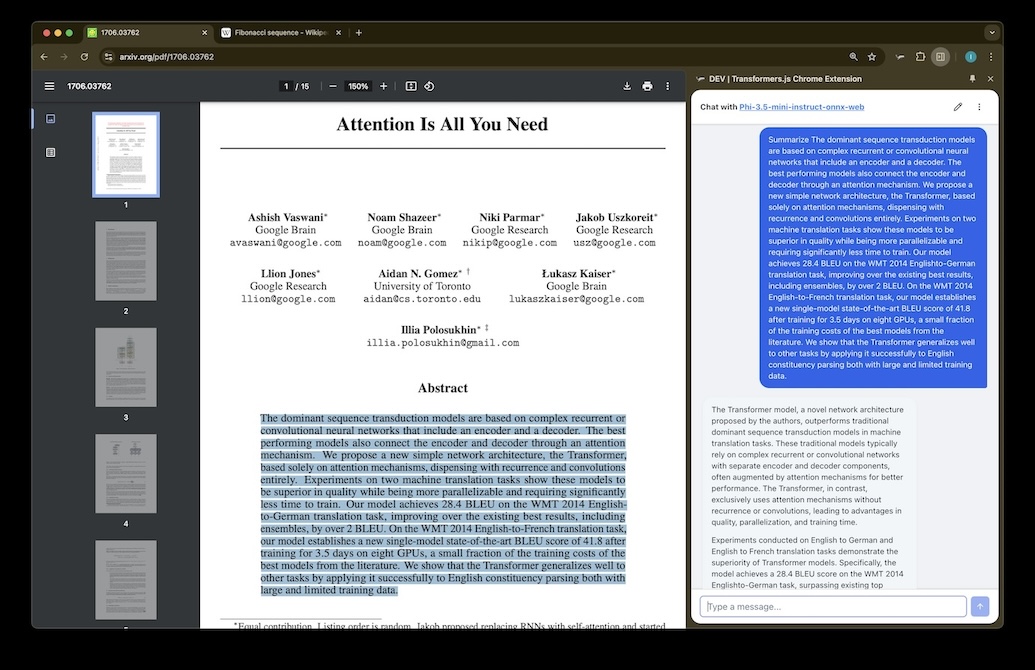 1706.03762
Fibonacci sequence - Wikipe
arxiv.org/pdf/1706.03762
1706.03762
1 / 15
150%
1
2
3
4
Attention Is All You Need
Ashish Vaswani* Noam Shazeer* Niki Parmar* Jakob Uszkoreit*
Google Brain Google Brain Google Research Google Research
avaswani@google.com noam@google.com nikip@google.com usz@google.com
Llion Jones* Aidan N. Gomez* † Łukasz Kaiser*
Google Research University of Toronto Google Brain
llion@google.com aidan@cs.toronto.edu lukaszkaiser@google.com
Illia Polosukhin* ‡
illia.polosukhin@gmail.com
Abstract
The dominant sequence transduction models are based on complex recurrent or
convolutional neural networks that include an encoder and a decoder. The best
performing models also connect the encoder and decoder through an attention
mechanism. We propose a new simple network architecture, the Transformer,
based solely on attention mechanisms, dispensing with recurrence and convolutions
entirely. Experiments on two machine translation tasks show these models to
be superior in quality while being more parallelizable and requiring significantly
less time to train. Our model achieves 28.4 BLEU on the WMT 2014 English-
to-German translation task, improving over the existing best results, including
ensembles, by over 2 BLEU. On the WMT 2014 English-to-French translation task,
our model establishes a new single-model state-of-the-art BLEU score of 41.8 after
training for 3.5 days on eight GPUs, a small fraction of the training costs of the
best models from the literature. We show that the Transformer generalizes well to
other tasks by applying it successfully to English constituency parsing both with
large and limited training data.
*Equal contribution. Listing order is random. Jakob proposed replacing RNNs with self-attention and started
DEV | Transformers.js Chrome Extension
Chat with Phi-3.5-mini-instruct-onnx-web
Summarize The dominant sequence transduction models
are based on complex recurrent or convolutional neural
networks that include an encoder and a decoder. The
best performing models also connect the encoder and
decoder through an attention mechanism. We propose a
new simple network architecture, the Transformer, based
solely on attention mechanisms, dispensing with
recurrence and convolutions entirely. Experiments on two
machine translation tasks show these models to be
superior in quality while being more parallelizable and
requiring significantly less time to train. Our model
achieves 28.4 BLEU on the WMT 2014 Englishto-German
translation task, improving over the existing best results,
including ensembles, by over 2 BLEU. On the WMT 2014
English-to-French translation task, our model establishes
a new single-model state-of-the-art BLEU score of 41.8
after training for 3.5 days on eight GPUs, a small fraction
of the training costs of the best models from the
literature. We show that the Transformer generalizes well
to other tasks by applying it successfully to English
constituency parsing both with large and limited training
data.
The Transformer model, a novel network architecture
proposed by the authors, outperforms traditional
dominant sequence transduction models in machine
translation tasks. These traditional models typically
rely on complex recurrent or convolutional networks
with separate encoder and decoder components,
often augmented by attention mechanisms for better
performance. The Transformer, in contrast,
exclusively uses attention mechanisms without
recurrence or convolutions, leading to advantages in
quality, parallelization, and training time.
Experiments conducted on English to German and
English to French translation tasks demonstrate the
superiority of Transformer models. Specifically, the
model achieves a 28.4 BLEU score on the WMT 2014
English-German task, surpassing existing top
Type a message...